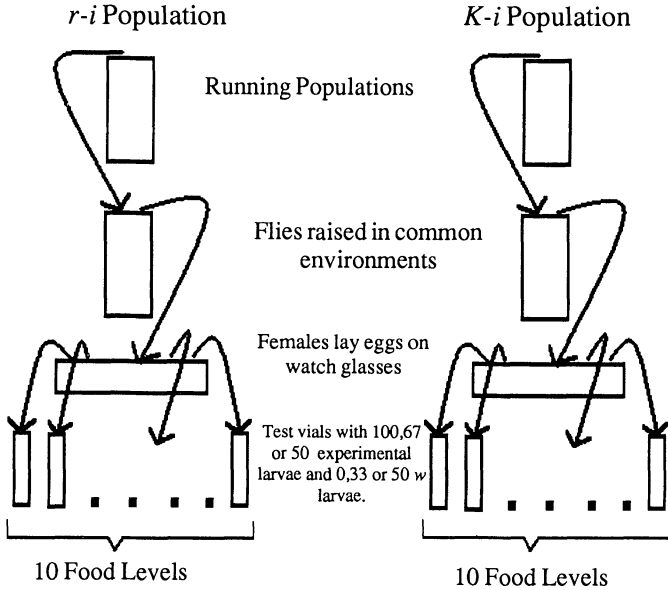 r-i Population
K-i Population
Running Populations
Flies raised in common
environments
Females lay eggs on
watch glasses
Test vials with 100,67
or 50 experimental
larvae and 0,33 or 50 w
larvae.
10 Food Levels
10 Food Levels